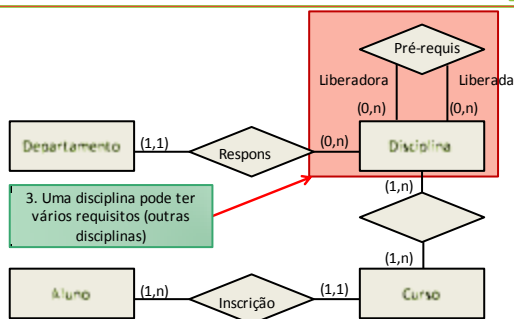 Pré-requis
Liberadora
Liberada
(0,n)
(0,n)
Departamento
(1,1)
Respons
(0,n)
Disciplina
3. Uma disciplina pode ter
vários requisitos (outras
disciplinas)
(1,n)
(1,n)
Aluno
(1,n)
Inscrição
(1,1)
Curso